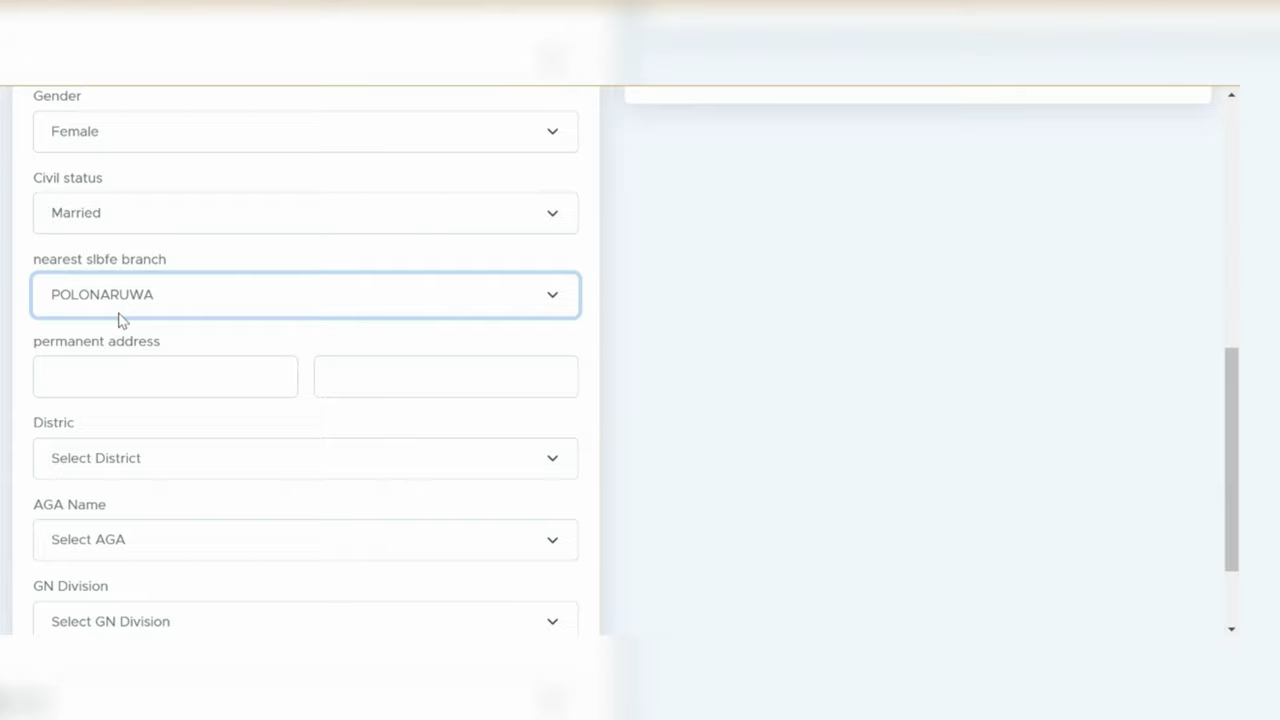 Gender
Female
Civil status
Married
nearest slbfe branch
POLONARUWA
permanent address
Distric
Select District
AGA Name
Select AGA
GN Division
Select GN Division